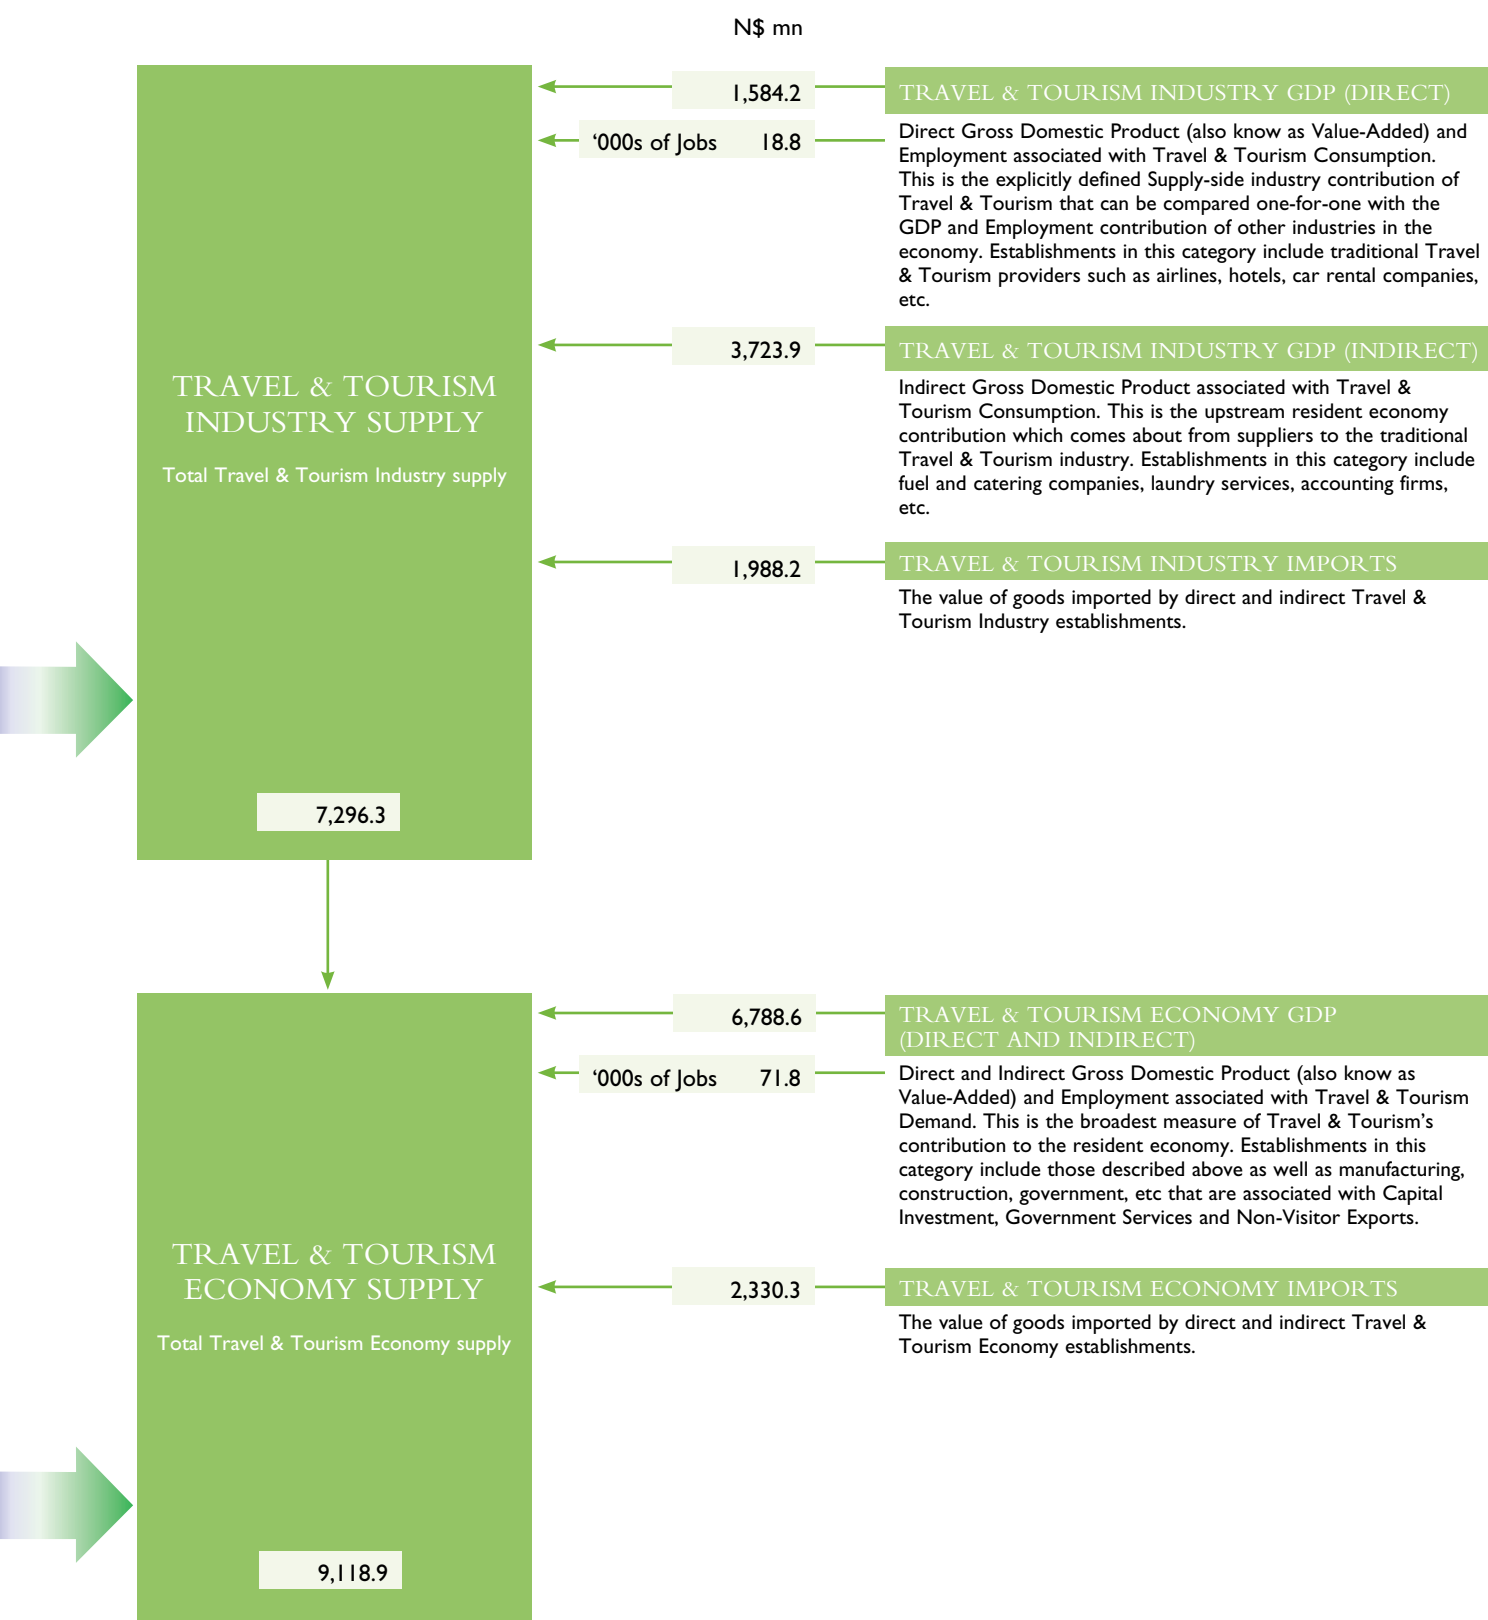 N$ mn
1,584.2
TRAVEL & TOURISM INDUSTRY GDP (DIRECT)
‘000s of Jobs 18.8
Direct Gross Domestic Product (also know as Value-Added) and
Employment associated with Travel & Tourism Consumption.
This is the explicitly defined Supply-side industry contribution of
Travel & Tourism that can be compared one-for-one with the
GDP and Employment contribution of other industries in the
economy. Establishments in this category include traditional Travel
& Tourism providers such as airlines, hotels, car rental companies,
etc.
3,723.9
TRAVEL & TOURISM INDUSTRY GDP (INDIRECT)
Indirect Gross Domestic Product associated with Travel &
Tourism Consumption. This is the upstream resident economy
contribution which comes about from suppliers to the traditional
Travel & Tourism industry. Establishments in this category include
fuel and catering companies, laundry services, accounting firms,
etc.
TRAVEL & TOURISM
INDUSTRY SUPPLY
Total Travel & Tourism Industry supply
1,988.2
TRAVEL & TOURISM INDUSTRY IMPORTS
The value of goods imported by direct and indirect Travel &
Tourism Industry establishments.
7,296.3
6,788.6
TRAVEL & TOURISM ECONOMY GDP
(DIRECT AND INDIRECT)
‘000s of Jobs 71.8
Direct and Indirect Gross Domestic Product (also know as
Value-Added) and Employment associated with Travel & Tourism
Demand. This is the broadest measure of Travel & Tourism’s
contribution to the resident economy. Establishments in this
category include those described above as well as manufacturing,
construction, government, etc that are associated with Capital
Investment, Government Services and Non-Visitor Exports.
TRAVEL & TOURISM
ECONOMY SUPPLY
Total Travel & Tourism Economy supply
2,330.3
TRAVEL & TOURISM ECONOMY IMPORTS
The value of goods imported by direct and indirect Travel &
Tourism Economy establishments.
9,118.9